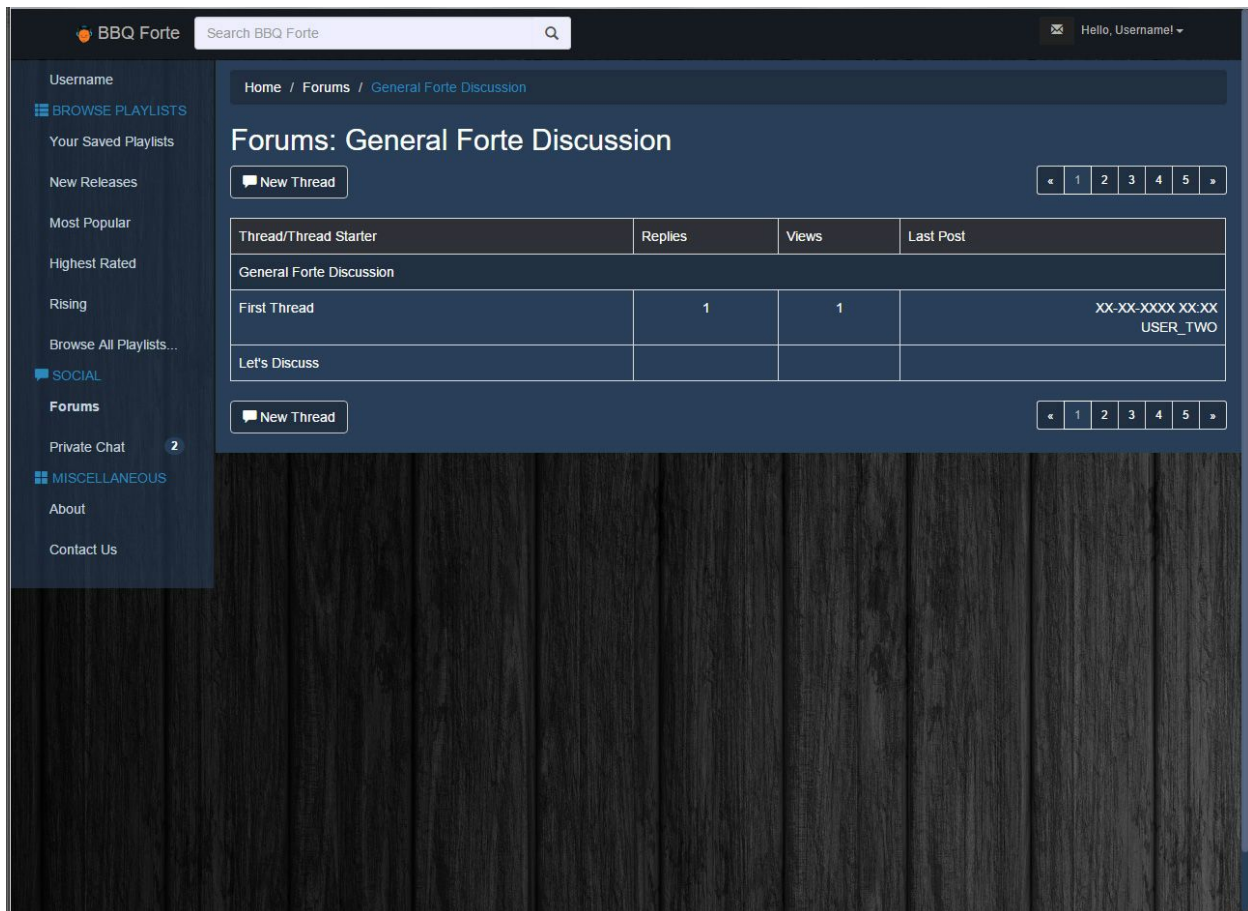 BBQ Forte
Search BBQ Forte
Hello, Username!
Username
BROWSE PLAYLISTS
Your Saved Playlists
New Releases
Most Popular
Highest Rated
Rising
Browse All Playlists...
SOCIAL
Forums
Private Chat 2
MISCELLANEOUS
About
Contact Us
Home / Forums / General Forte Discussion
Forums: General Forte Discussion
New Thread
« 1 2 3 4 5 »
Thread/Thread Starter Replies Views Last Post
General Forte Discussion
First Thread 1 1 XX-XX-XXXX XX:XX
USER_TWO
Let's Discuss
New Thread
« 1 2 3 4 5 »